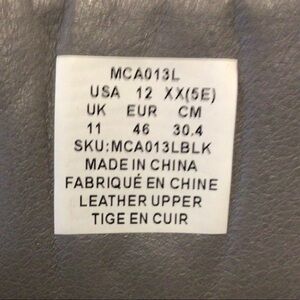 MCA013L
USA 12 XX(5E)
UK EUR CM
11 46 30.4
SKU:MCA013LBLK
MADE IN CHINA
FABRIQUÉ EN CHINE
LEATHER UPPER
TIGE EN CUIR